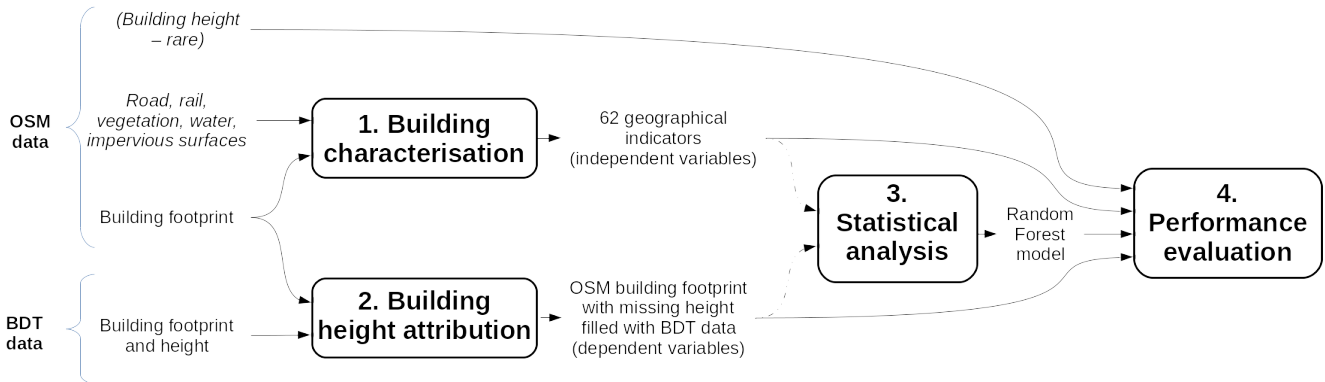 (Building height
– rare)
OSM
data
Road, rail,
vegetation, water,
impervious surfaces
Building footprint
BDT
data
Building footprint
and height
1. Building
characterisation
2. Building
height attribution
62 geographical
indicators
(independent variables)
OSM building footprint
with missing height
filled with BDT data
(dependent variables)
3.
Statistical
analysis
Random
Forest
model
4.
Performance
evaluation